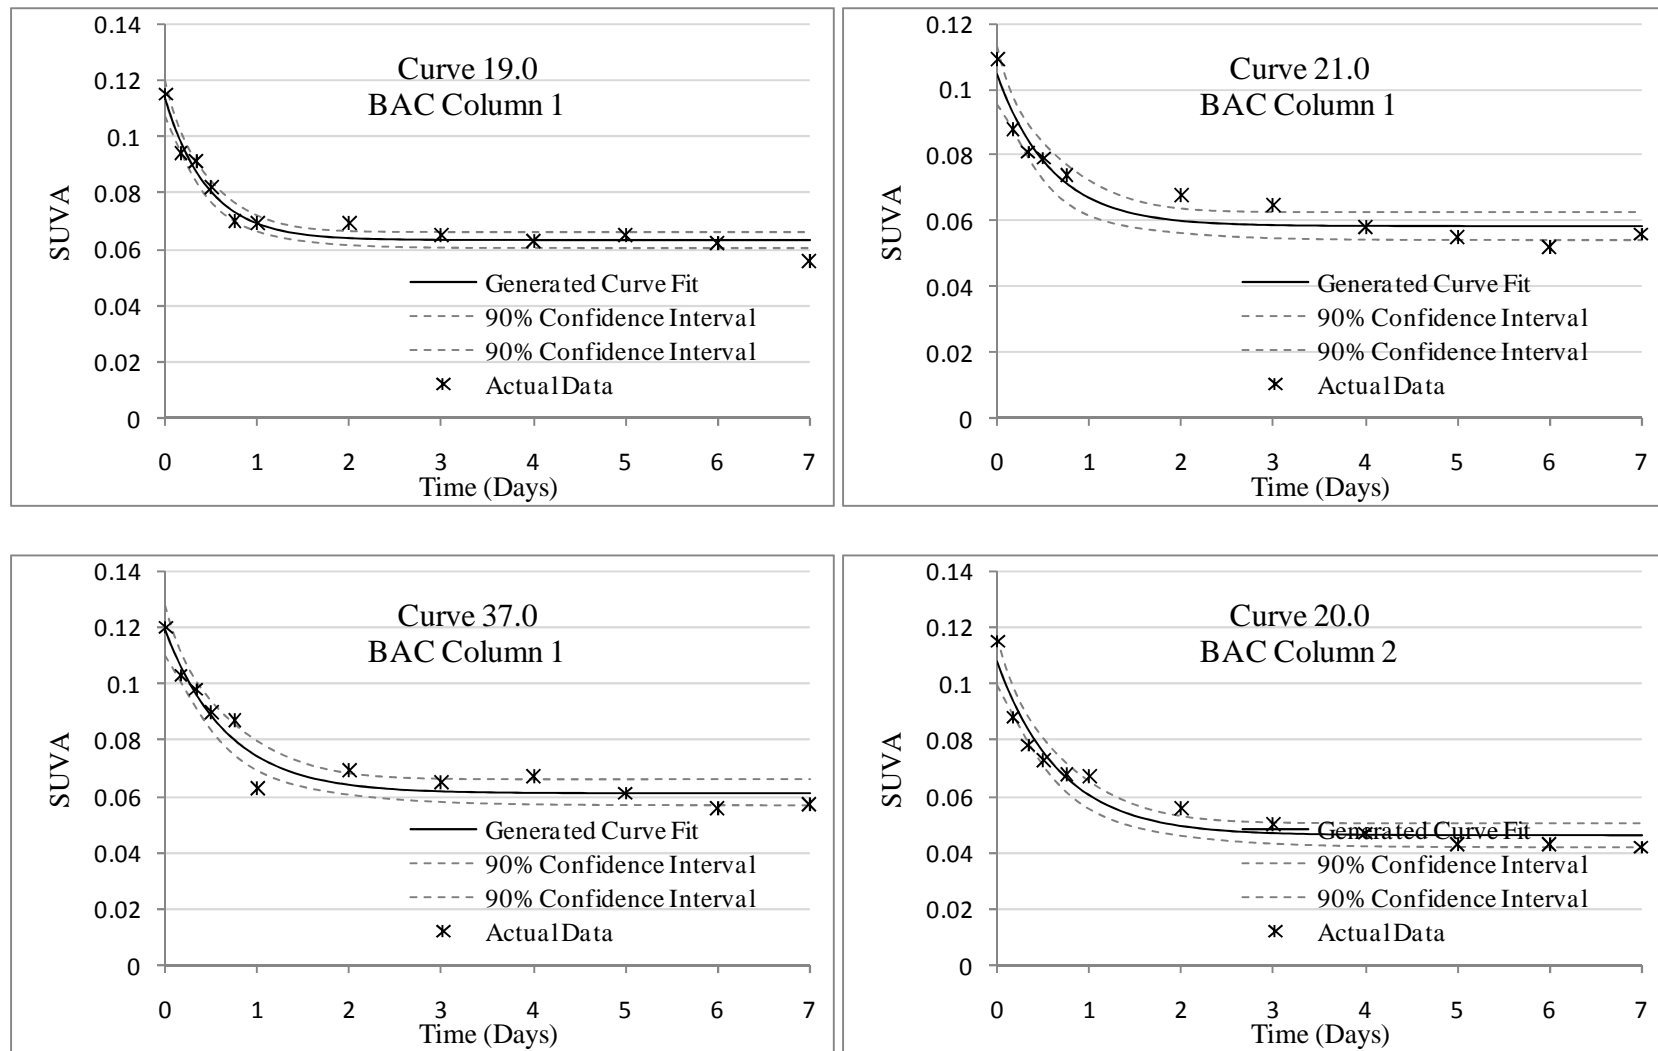 Curve 19.0
BAC Column 1
SUVA
0.14
0.12
0.1
0.08
0.06
0.04
0.02
0
Generated Curve Fit
90% Confidence Interval
90% Confidence Interval
Actual Data
0 1 2 3 4 5 6 7
Time (Days)
Curve 21.0
BAC Column 1
SUVA
0.12
0.1
0.08
0.06
0.04
0.02
0
Generated Curve Fit
90% Confidence Interval
90% Confidence Interval
Actual Data
0 1 2 3 4 5 6 7
Time (Days)
Curve 37.0
BAC Column 1
SUVA
0.14
0.12
0.1
0.08
0.06
0.04
0.02
0
Generated Curve Fit
90% Confidence Interval
90% Confidence Interval
Actual Data
0 1 2 3 4 5 6 7
Time (Days)
Curve 20.0
BAC Column 2
SUVA
0.14
0.12
0.1
0.08
0.06
0.04
0.02
0
Generated Curve Fit
90% Confidence Interval
90% Confidence Interval
Actual Data
0 1 2 3 4 5 6 7
Time (Days)